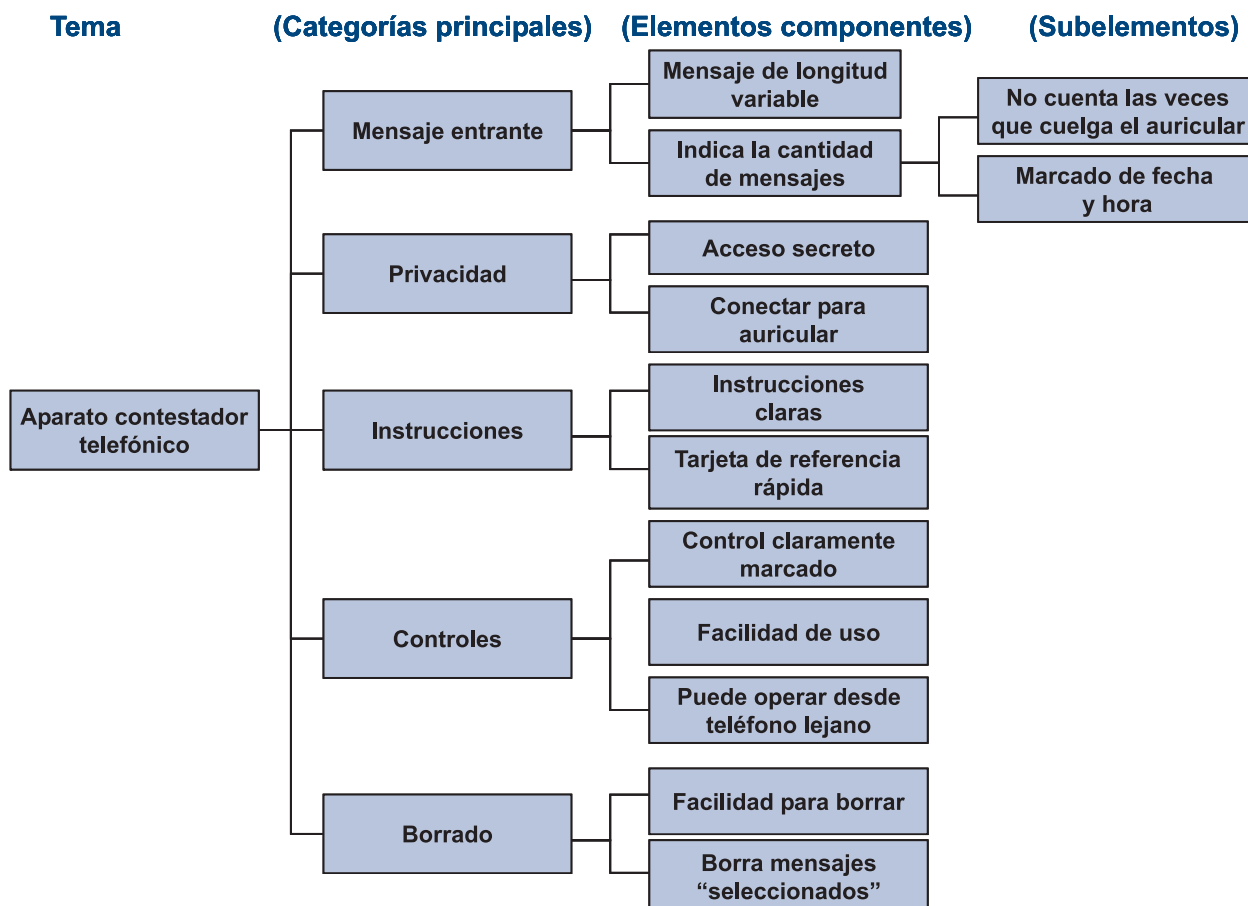 Tema
(Categorías principales)
(Elementos componentes)
(Subelementos)
Aparato contestador
telefónico
Mensaje entrante
Mensaje de longitud
variable
Indica la cantidad
de mensajes
No cuenta las veces
que cuelga el auricular
Marcado de fecha
y hora
Privacidad
Acceso secreto
Conectar para
auricular
Instrucciones
Instrucciones
claras
Tarjeta de referencia
rápida
Controles
Control claramente
marcado
Facilidad de uso
Puede operar desde
teléfono lejano
Borrado
Facilidad para borrar
Borra mensajes
“seleccionados”